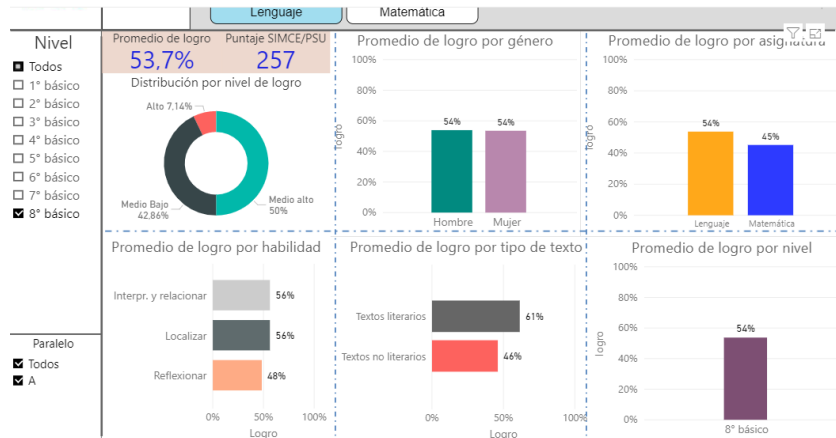 Lenguaje
Matemática
Nivel
Todos
1° básico
2° básico
3° básico
4° básico
5° básico
6° básico
7° básico
8° básico
Paralelo
Todos
A
Promedio de logro
53,7%
Puntaje SIMCE/PSU
257
Distribución por nivel de logro
Alto 7.14%
Medio Bajo
42,86%
Medio alto
50%
Promedio de logro por género
logro
100%
80%
60%
40%
20%
0%
54%
54%
Hombre
Mujer
Promedio de logro por asignatura
logro
100%
80%
60%
40%
20%
0%
54%
45%
Lenguaje
Matemática
Promedio de logro por habilidad
Interpr. y relacionar
56%
Localizar
56%
Reflexionar
48%
0%
50%
100%
Logro
Promedio de logro por tipo de texto
Textos literarios
61%
Textos no literarios
46%
0%
50%
100%
Logro
Promedio de logro por nivel
logro
100%
80%
60%
40%
20%
0%
54%
8° básico